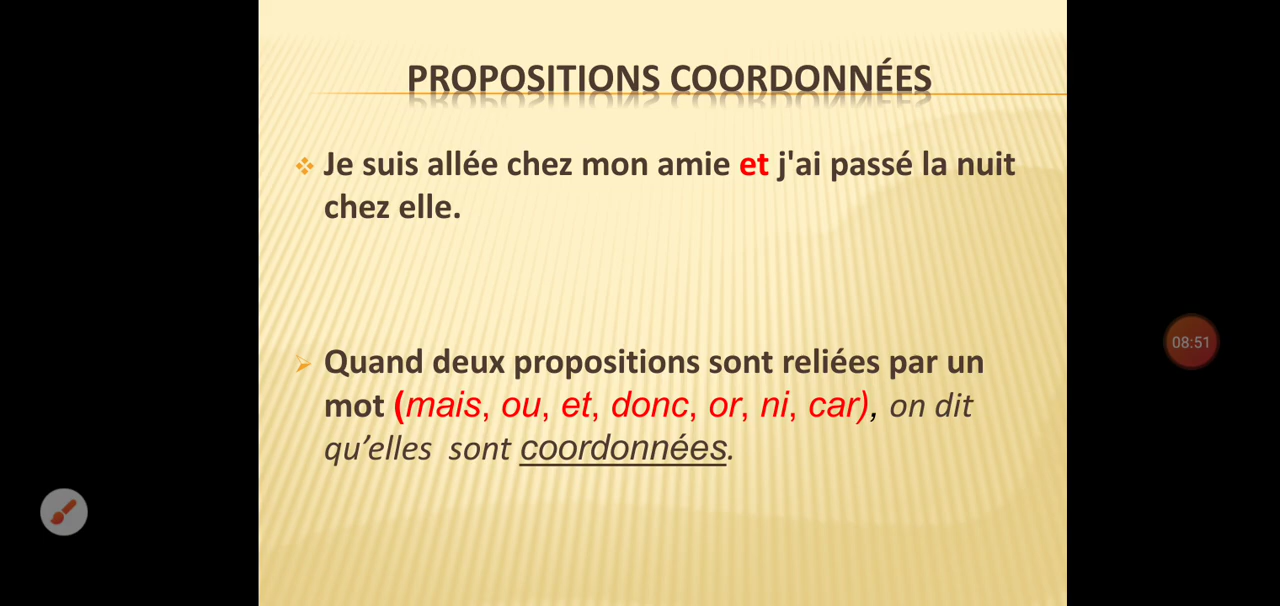 PROPOSITIONS COORDONNÉES
Je suis allée chez mon amie et j'ai passé la nuit
chez elle.
08:51
Quand deux propositions sont reliées par un
mot (mais, ou, et, donc, or, ni, car), on dit
qu’elles sont coordonnées.